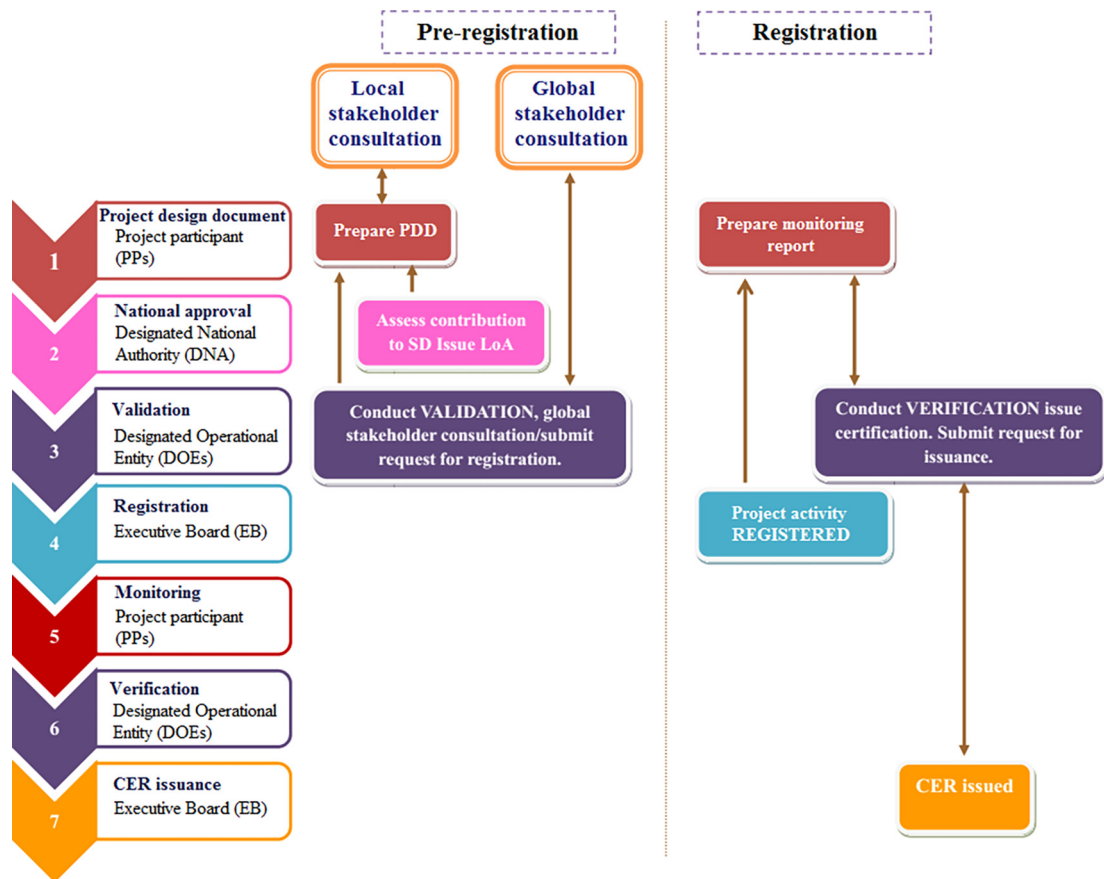 Pre-registration
Registration
Local
stakeholder
consultation
Global
stakeholder
consultation
1
Project design document
Project participant
(PPs)
Prepare PDD
Prepare monitoring
report
2
National approval
Designated National
Authority (DNA)
Assess contribution
to SD Issue LoA
3
Validation
Designated Operational
Entity (DOEs)
Conduct VALIDATION, global
stakeholder consultation/submit
request for registration.
Conduct VERIFICATION issue
certification. Submit request for
issuance.
4
Registration
Executive Board (EB)
Project activity
REGISTERED
5
Monitoring
Project participant
(PPs)
6
Verification
Designated Operational
Entity (DOEs)
7
CER issuance
Executive Board (EB)
CER issued